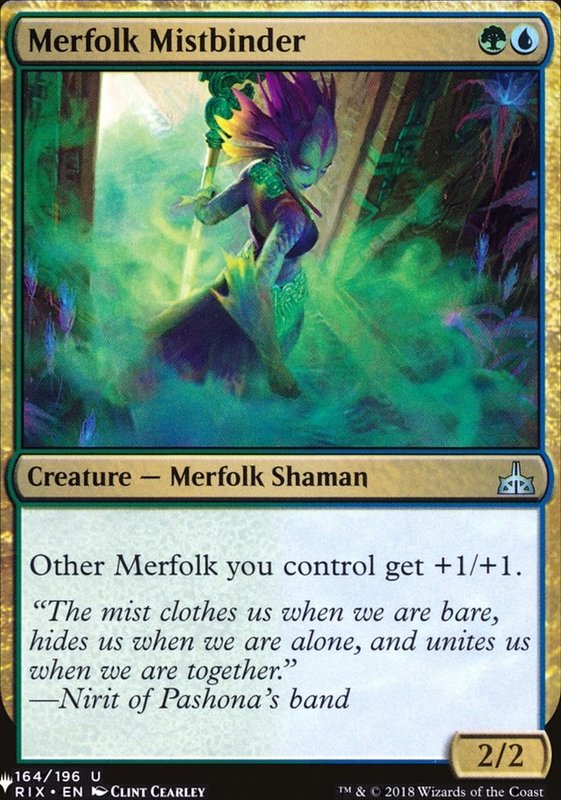 Merfolk Mistbinder
Creature — Merfolk Shaman
Other Merfolk you control get +1/+1.
“The mist clothes us when we are bare,
hides us when we are alone, and unites us
when we are together.”
—Nirit of Pashona’s band
2/2
164/196 U
RIX • EN Clint Cearley
™ & © 2018 Wizards of the Coast